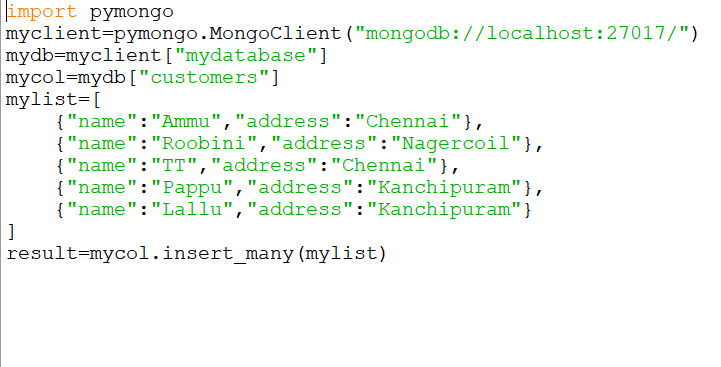 import pymongo
myclient=pymongo.MongoClient("mongodb://localhost:27017/")
mydb=myclient["mydatabase"]
mycol=mydb["customers"]
mylist=[
    {"name":"Ammu","address":"Chennai"},
    {"name":"Roobini","address":"Nagercoil"},
    {"name":"TT","address":"Chennai"},
    {"name":"Pappu","address":"Kanchipuram"},
    {"name":"Lallu","address":"Kanchipuram"}
]
result=mycol.insert_many(mylist)